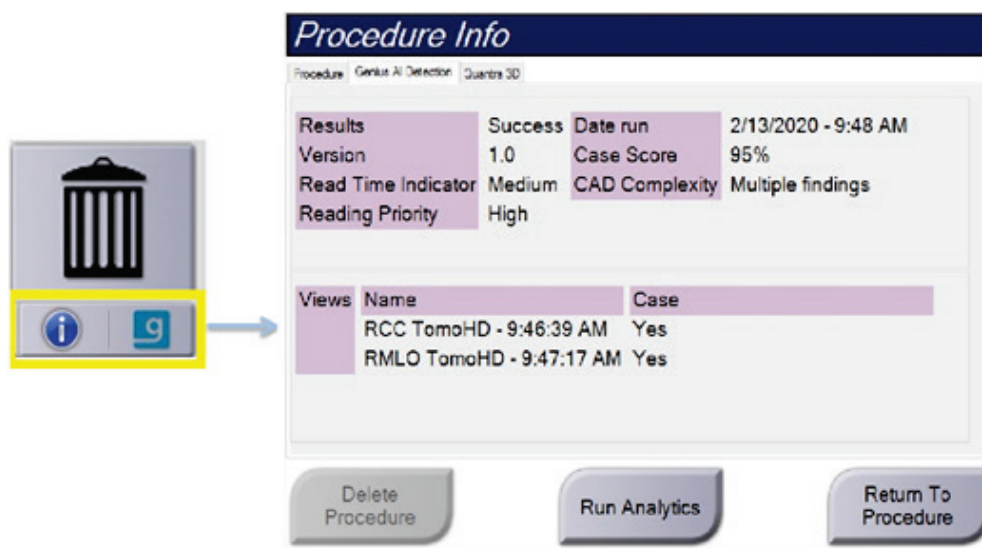 Procedure Info
Procedure Genius AI Detection Quantra 3D
Results Success Date run 2/13/2020 - 9:48 AM
Version 1.0 Case Score 95%
Read Time Indicator Medium CAD Complexity Multiple findings
Reading Priority High
Views Name Case
RCC TomoHD - 9:46:39 AM Yes
RMLO TomoHD - 9:47:17 AM Yes
i g
Delete Procedure
Run Analytics
Return To Procedure